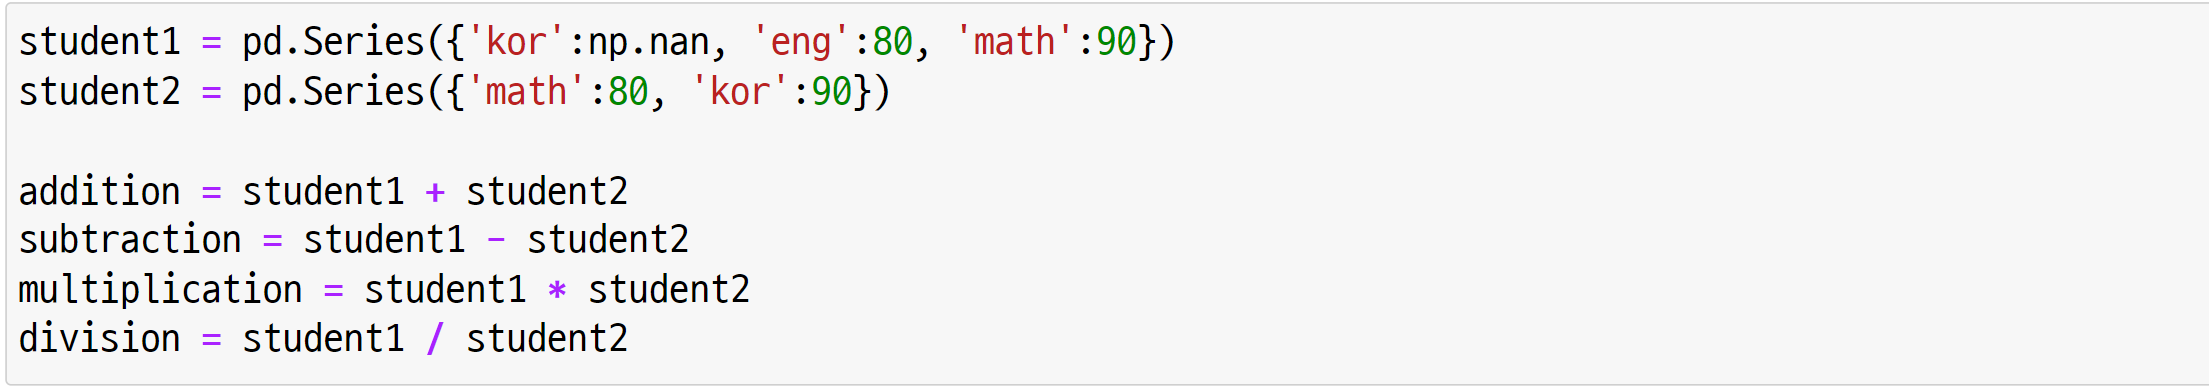 student1 = pd.Series({'kor':np.nan, 'eng':80, 'math':90})
student2 = pd.Series({'math':80, 'kor':90})
addition = student1 + student2
subtraction = student1 - student2
multiplication = student1 * student2
division = student1 / student2